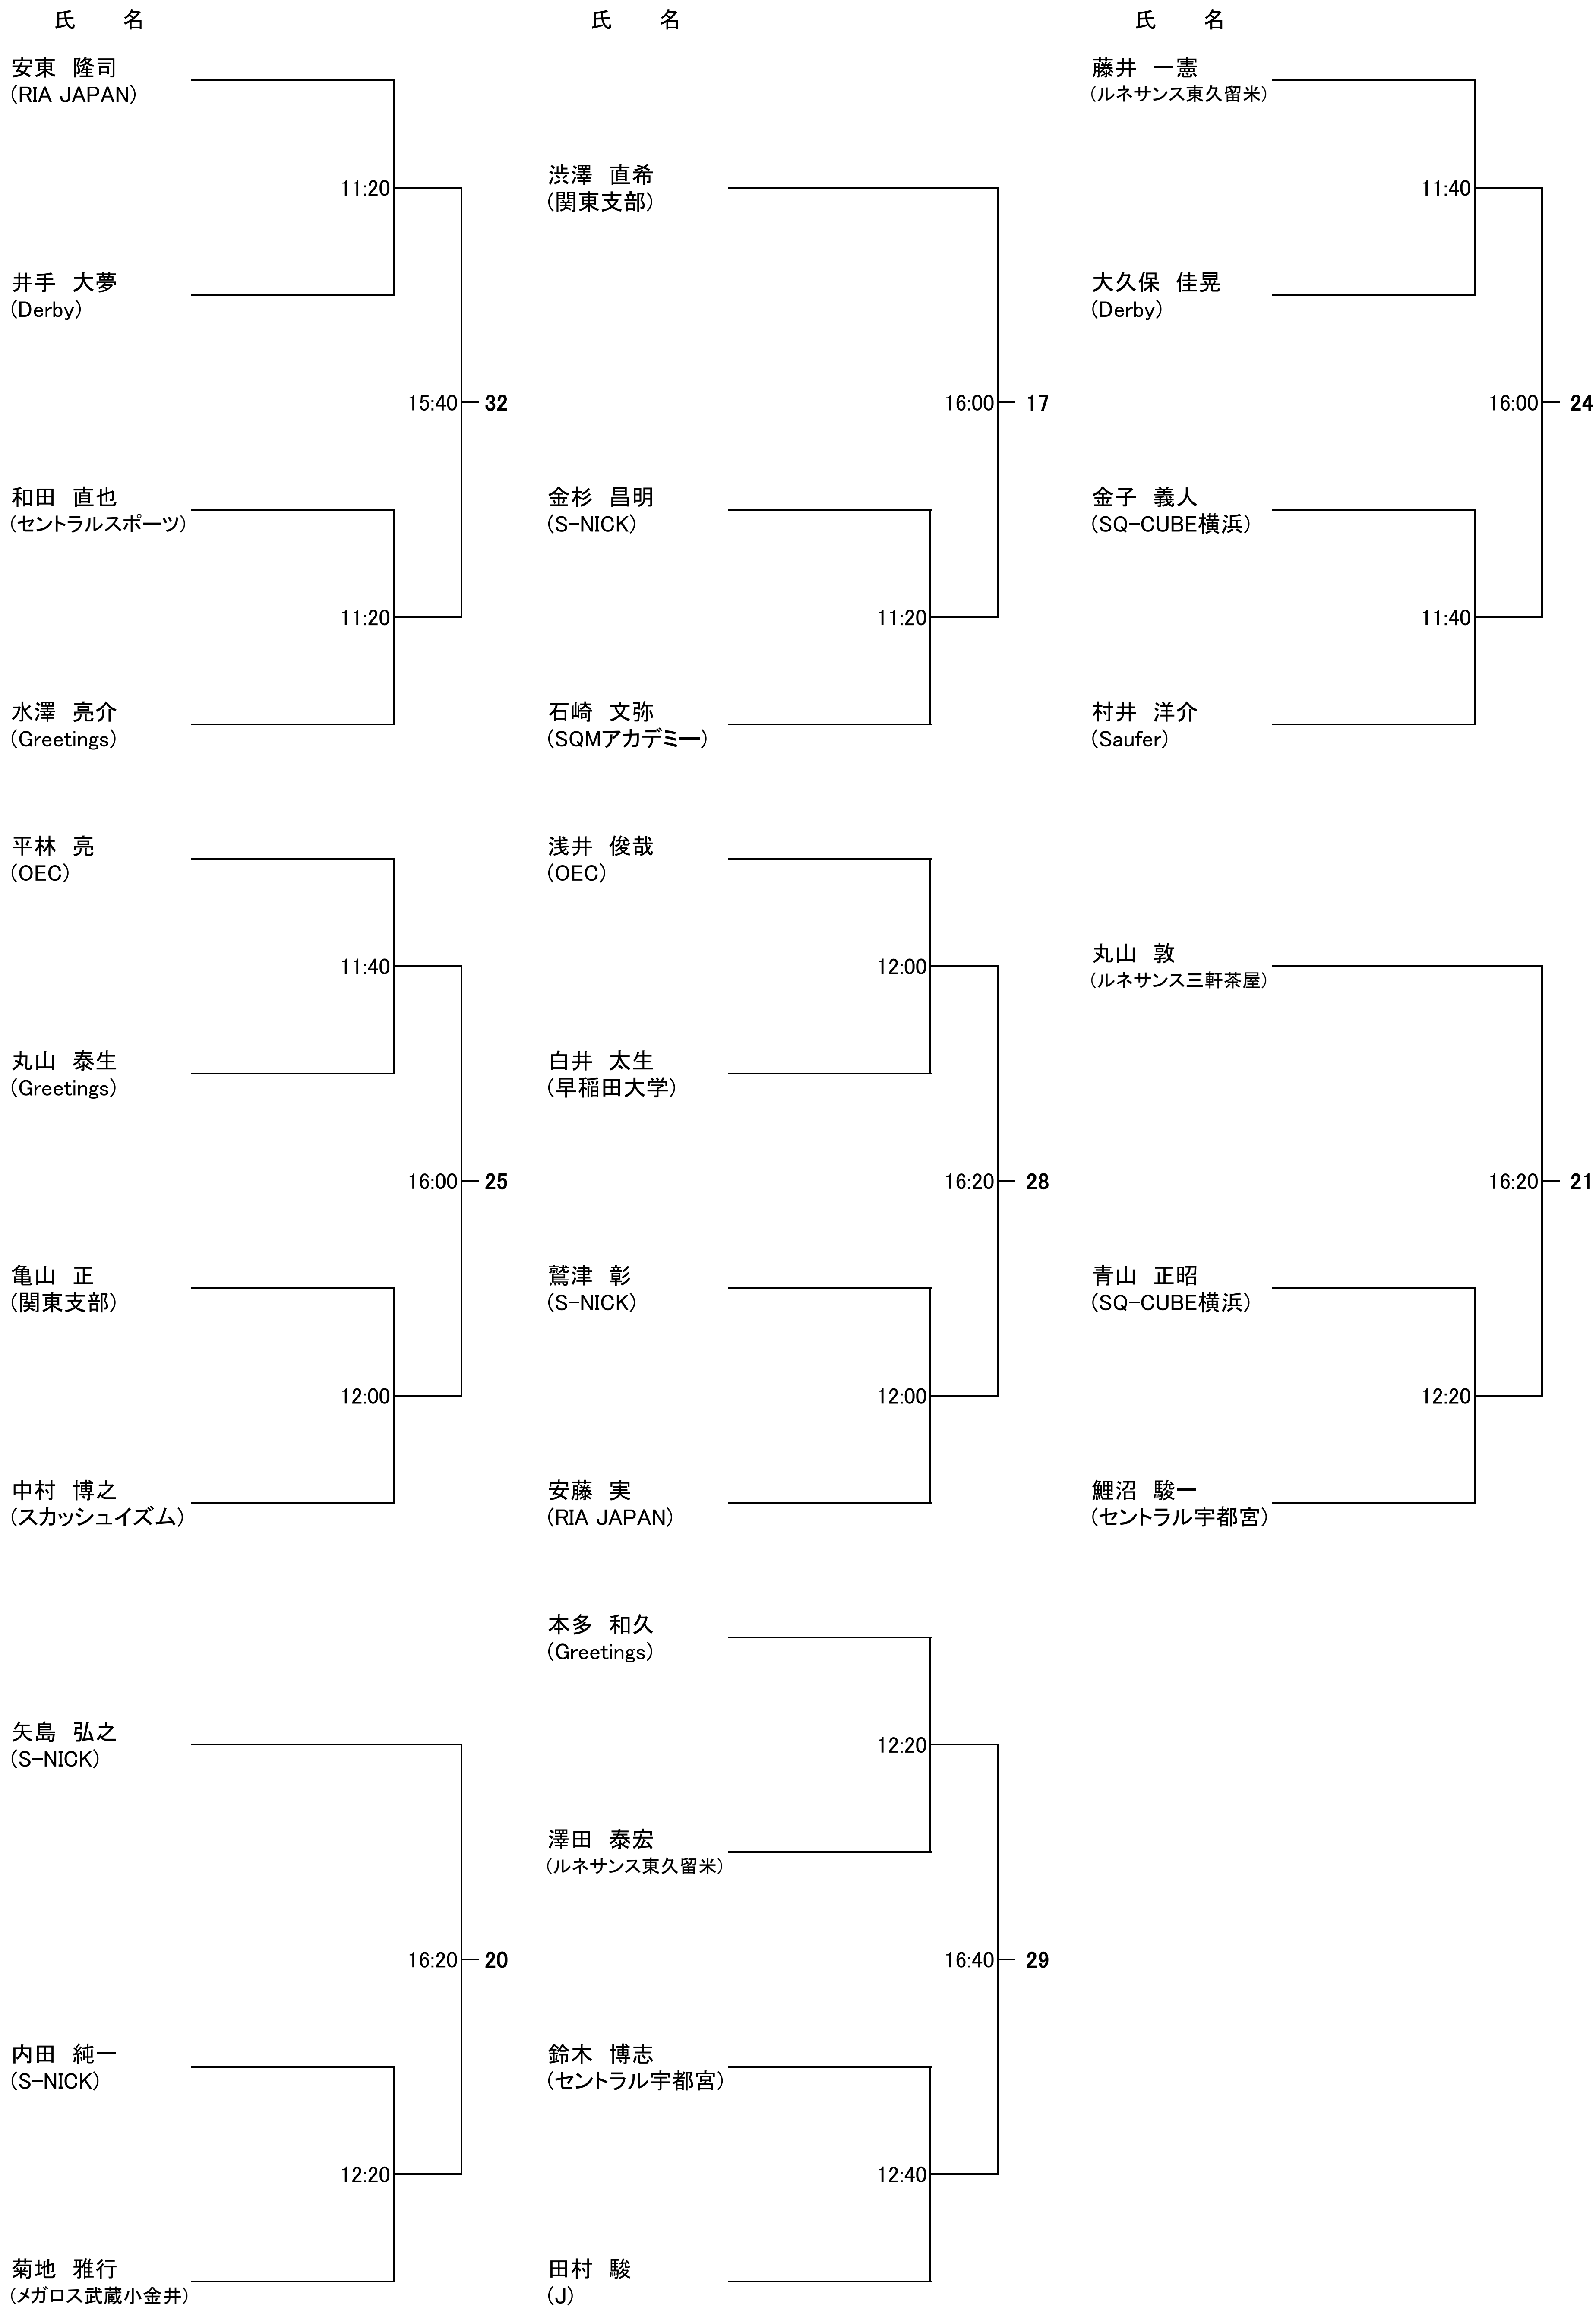 氏　名
安東　隆司
(RIA JAPAN)
11:20
井手　大夢
(Derby)
15:40
32
和田　直也
(セントラルスポーツ)
11:20
水澤　亮介
(Greetings)
氏　名
渋澤　直希
(関東支部)
16:00
17
金杉　昌明
(S-NICK)
11:20
石崎　文弥
(SQMアカデミー)
氏　名
藤井　一憲
(ルネサンス東久留米)
11:40
大久保　佳晃
(Derby)
16:00
24
金子　義人
(SQ-CUBE横浜)
11:40
村井　洋介
(Saufer)
平林　亮
(OEC)
11:40
丸山　泰生
(Greetings)
16:00
25
亀山　正
(関東支部)
12:00
中村　博之
(スカッシュイズム)
浅井　俊哉
(OEC)
12:00
白井　太生
(早稲田大学)
16:20
28
鷲津　彰
(S-NICK)
12:00
安藤　実
(RIA JAPAN)
丸山　敦
(ルネサンス三軒茶屋)
16:20
21
青山　正昭
(SQ-CUBE横浜)
12:20
鯉沼　駿一
(セントラル宇都宮)
矢島　弘之
(S-NICK)
16:20
20
内田　純一
(S-NICK)
12:20
菊地　雅行
(メガロス武蔵小金井)
本多　和久
(Greetings)
12:20
澤田　泰宏
(ルネサンス東久留米)
16:40
29
鈴木　博志
(セントラル宇都宮)
12:40
田村　駿
(J)